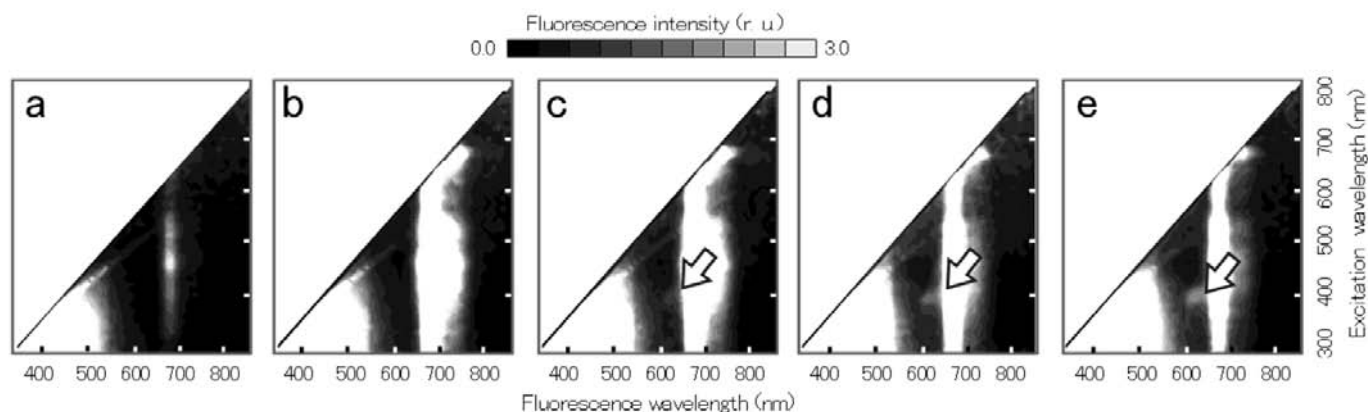 Fluorescence intensity (r. u.)
0.0 3.0
a b c d e
800
700
600
500
400
300
Excitation wavelength (nm)
400 500 600 700 800 400 500 600 700 800 400 500 600 700 800 400 500 600 700 800 400 500 600 700 800
Fluorescence wavelength (nm)